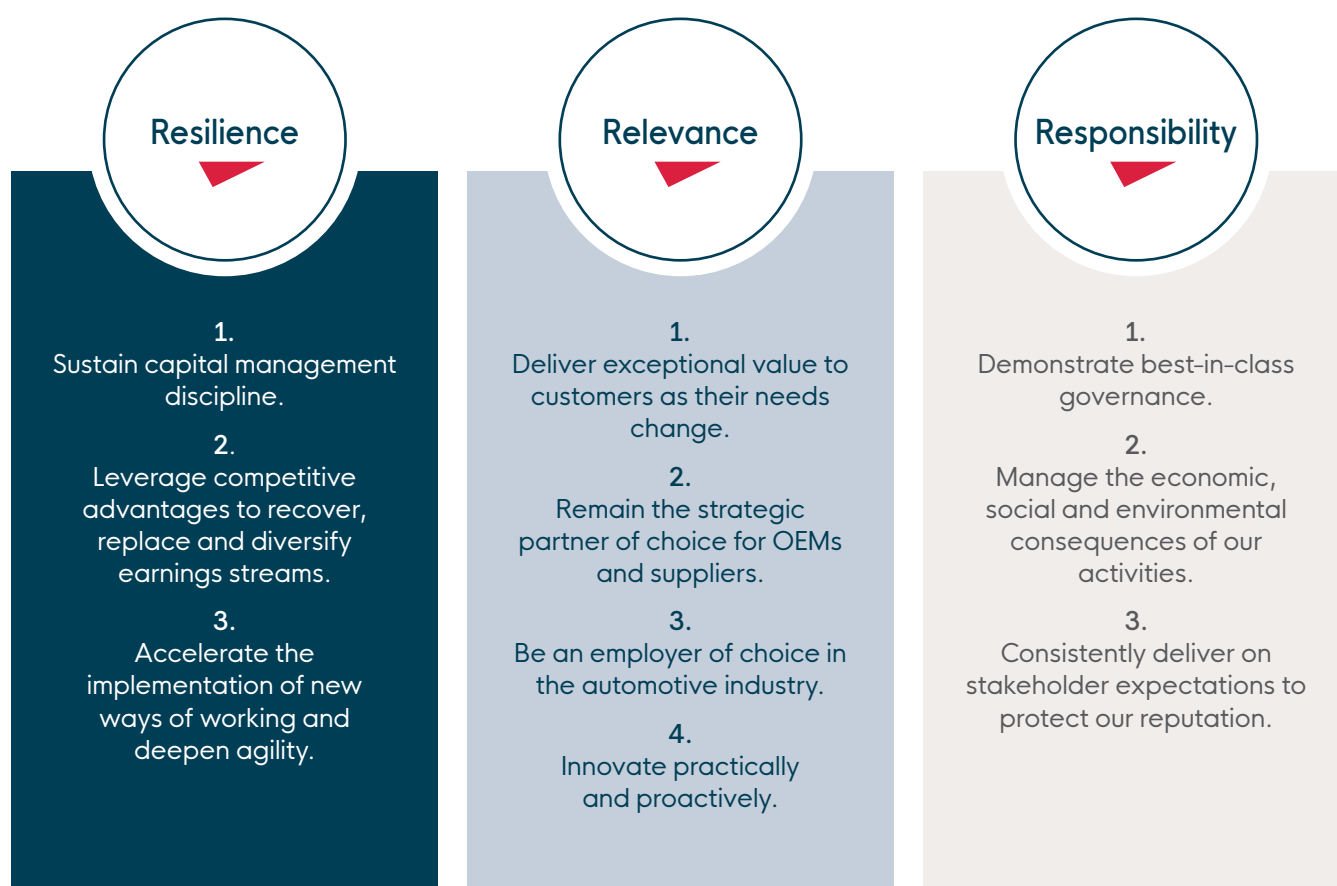 Resilience
1.
Sustain capital management
discipline.
2.
Leverage competitive
advantages to recover,
replace and diversify
earnings streams.
3.
Accelerate the
implementation of new
ways of working and
deepen agility.
Relevance
1.
Deliver exceptional value to
customers as their needs
change.
2.
Remain the strategic
partner of choice for OEMs
and suppliers.
3.
Be an employer of choice in
the automotive industry.
4.
Innovate practically
and proactively.
Responsibility
1.
Demonstrate best-in-class
governance.
2.
Manage the economic,
social and environmental
consequences of our
activities.
3.
Consistently deliver on
stakeholder expectations to
protect our reputation.